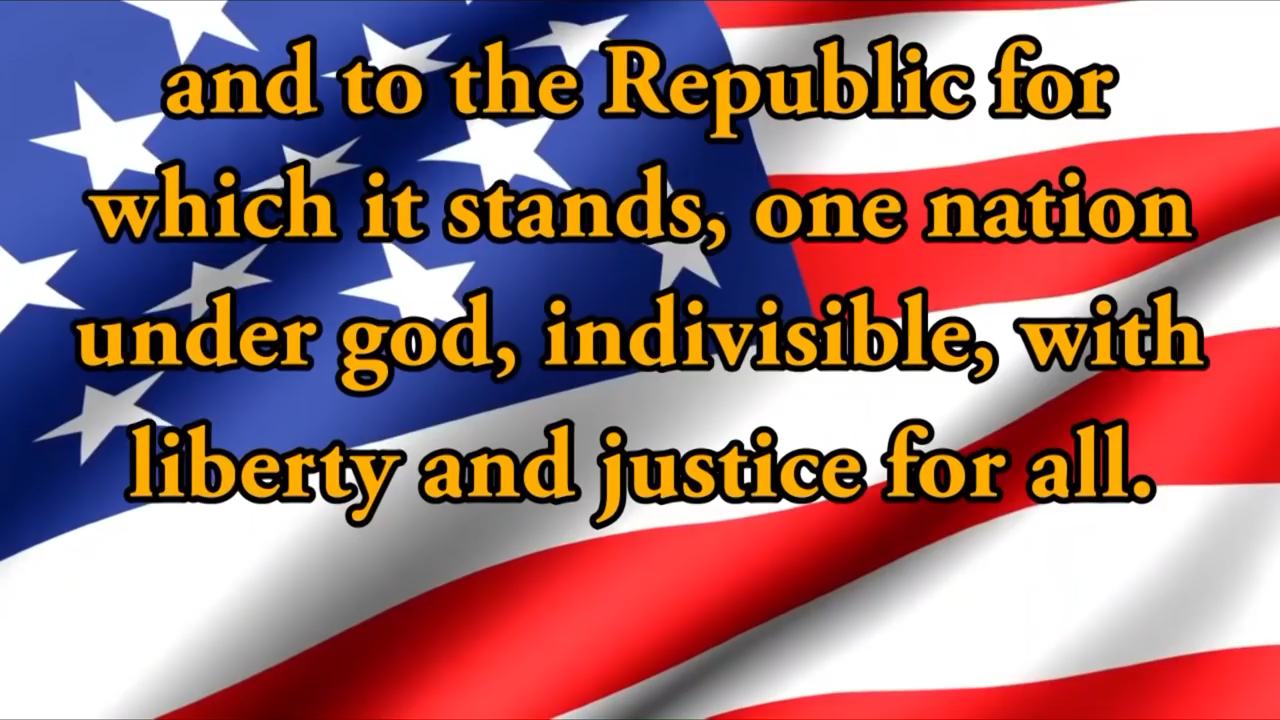 and to the Republic for
which it stands, one nation
under god, indivisible, with
liberty and justice for all.